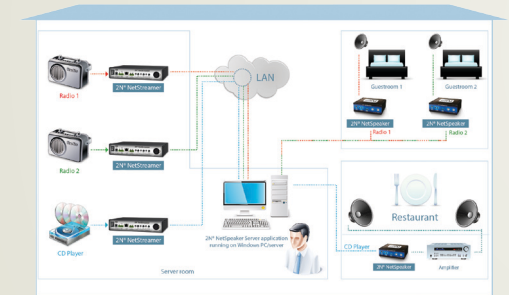 LAN
2N® NetStreamer
Radio 1
2N® NetStreamer
Radio 2
2N® NetStreamer
CD Player
Server room
2N® NetSpeaker Server application
running on Windows PC/server
Guestroom 1
Guestroom 2
2N® NetSpeaker
2N® NetSpeaker
Radio 1
Radio 2
Restaurant
CD Player
2N® NetSpeaker
Amplifier